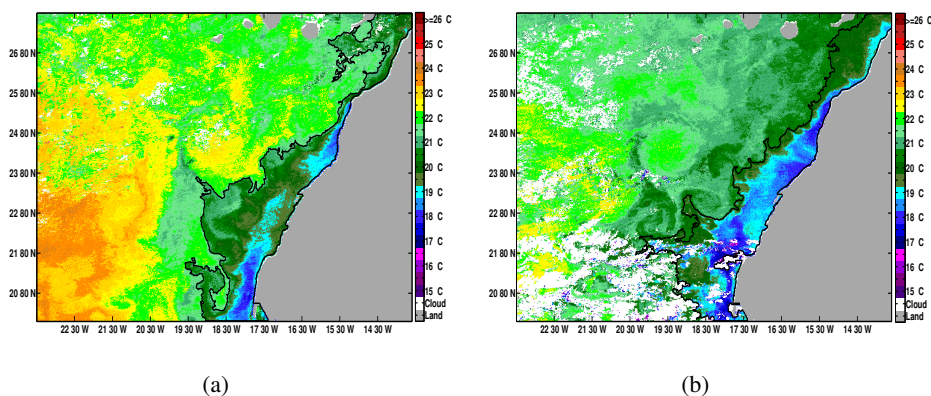 26.80 N
25.80 N
24.80 N
23.80 N
22.80 N
21.80 N
20.80 N
22.30 W 21.30 W 20.30 W 19.30 W 18.30 W 17.30 W 16.30 W 15.30 W 14.30 W
>=26 C
25 C
24 C
23 C
22 C
21 C
20 C
19 C
18 C
17 C
16 C
15 C
Cloud
Land
(a)
26.80 N
25.80 N
24.80 N
23.80 N
22.80 N
21.80 N
20.80 N
22.30 W 21.30 W 20.30 W 19.30 W 18.30 W 17.30 W 16.30 W 15.30 W 14.30 W
>=26 C
25 C
24 C
23 C
22 C
21 C
20 C
19 C
18 C
17 C
16 C
15 C
Cloud
Land
(b)